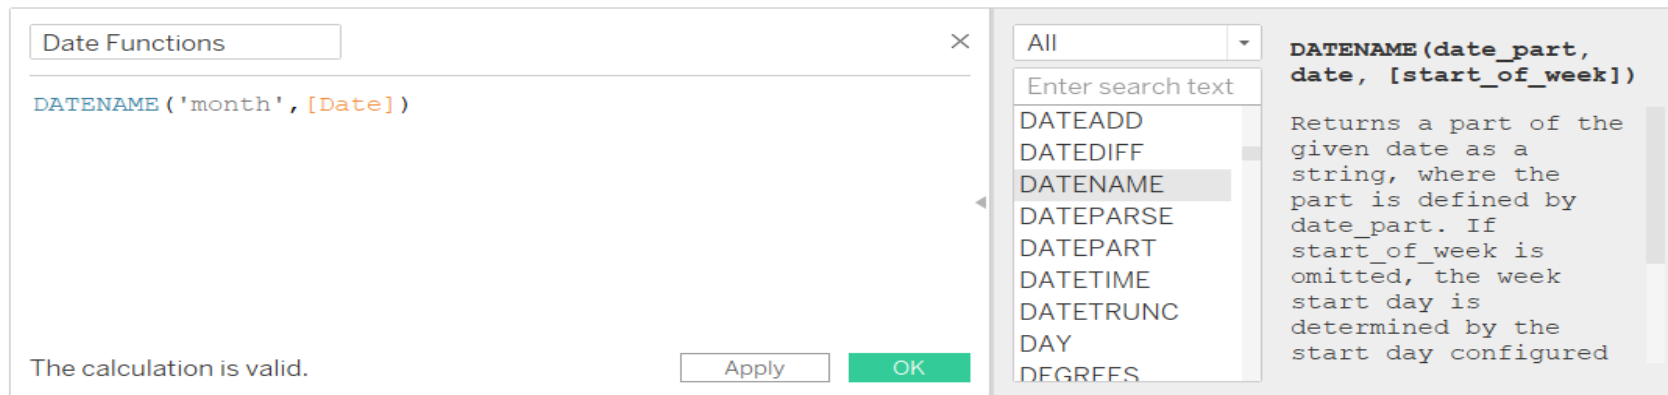 Date Functions
DATENAME('month',[Date])
The calculation is valid.
Apply
OK
All
Enter search text
DATEADD
DATEDIFF
DATENAME
DATEPARSE
DATEPART
DATETIME
DATETRUNC
DAY
DEGREES
DATENAME(date_part,
date, [start_of_week])
Returns a part of the
given date as a
string, where the
part is defined by
date_part. If
start_of_week is
omitted, the week
start day is
determined by the
start day configured